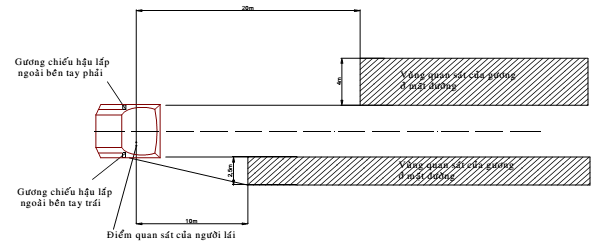 20m
Gương chiếu hậu lắp
ngoài bên tay phải
4m
Vùng quan sát của gương
ở mặt đường
2,5m
Vùng quan sát của gương
ở mặt đường
Gương chiếu hậu lắp
ngoài bên tay trái
10m
Điểm quan sát của người lái